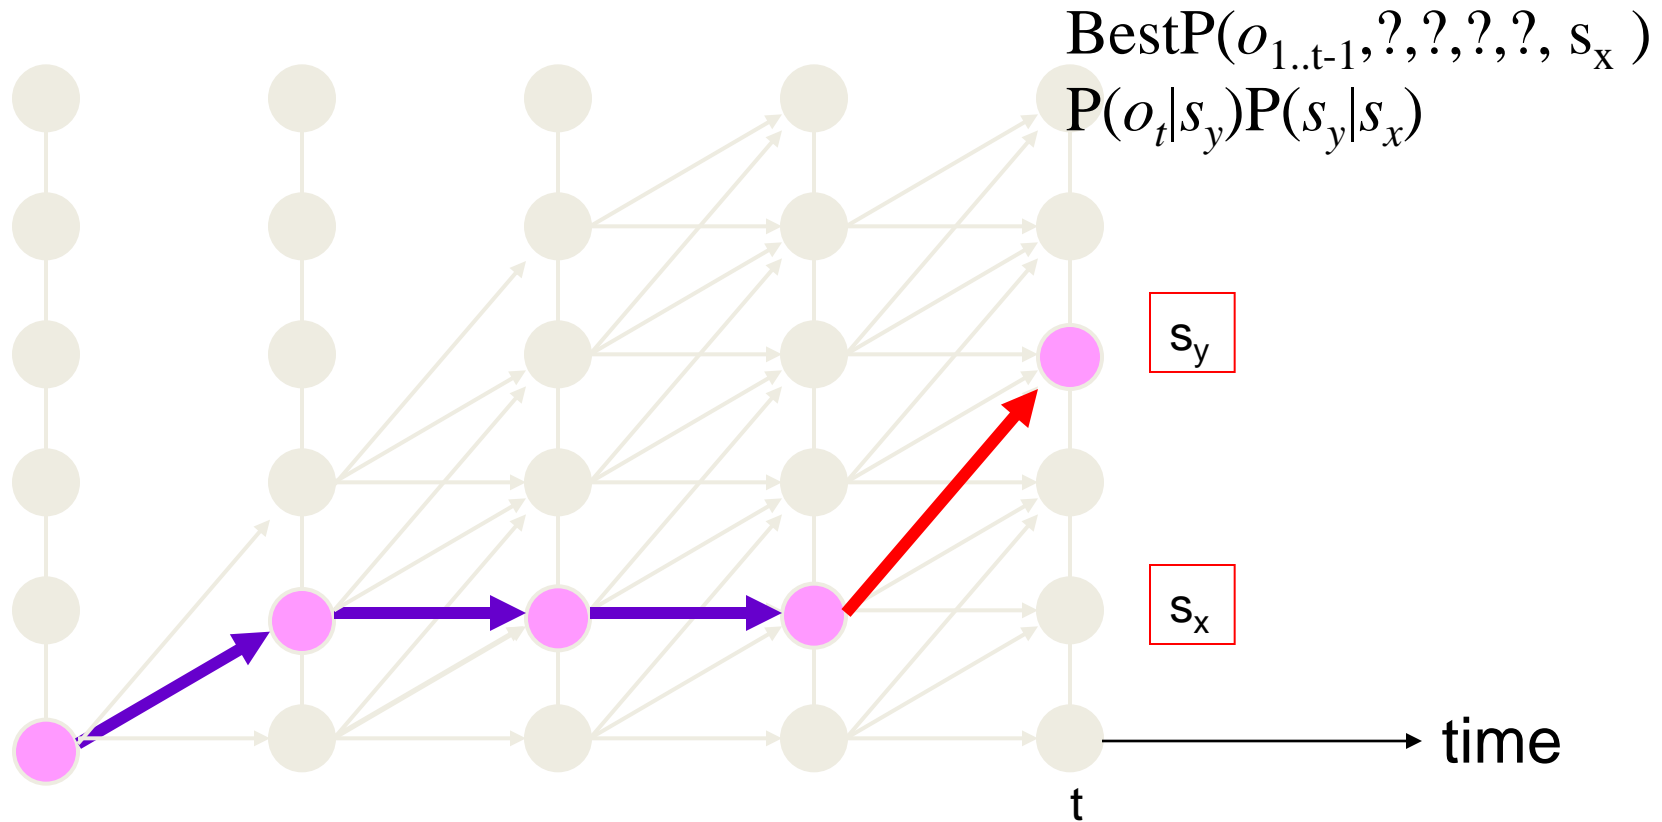 BestP(o1..t-1,?,?,?,?, sx )
P(ot|sy)P(sy|sx)
sy
sx
time
t